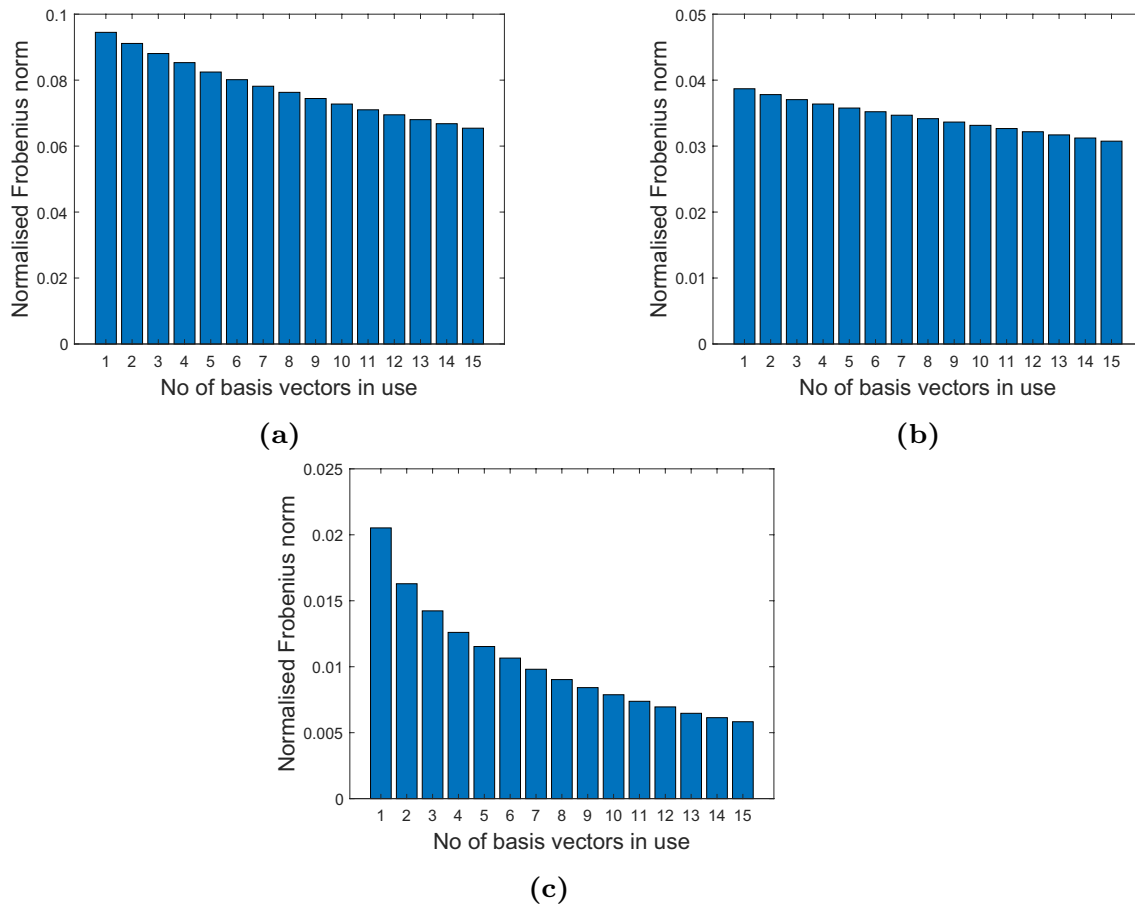 0.1
0.08
0.06
0.04
0.02
0
Normalised Frobenius norm
1 2 3 4 5 6 7 8 9 10 11 12 13 14 15
No of basis vectors in use
(a)
0.05
0.04
0.03
0.02
0.01
0
Normalised Frobenius norm
1 2 3 4 5 6 7 8 9 10 11 12 13 14 15
No of basis vectors in use
(b)
0.025
0.02
0.015
0.01
0.005
0
Normalised Frobenius norm
1 2 3 4 5 6 7 8 9 10 11 12 13 14 15
No of basis vectors in use
(c)